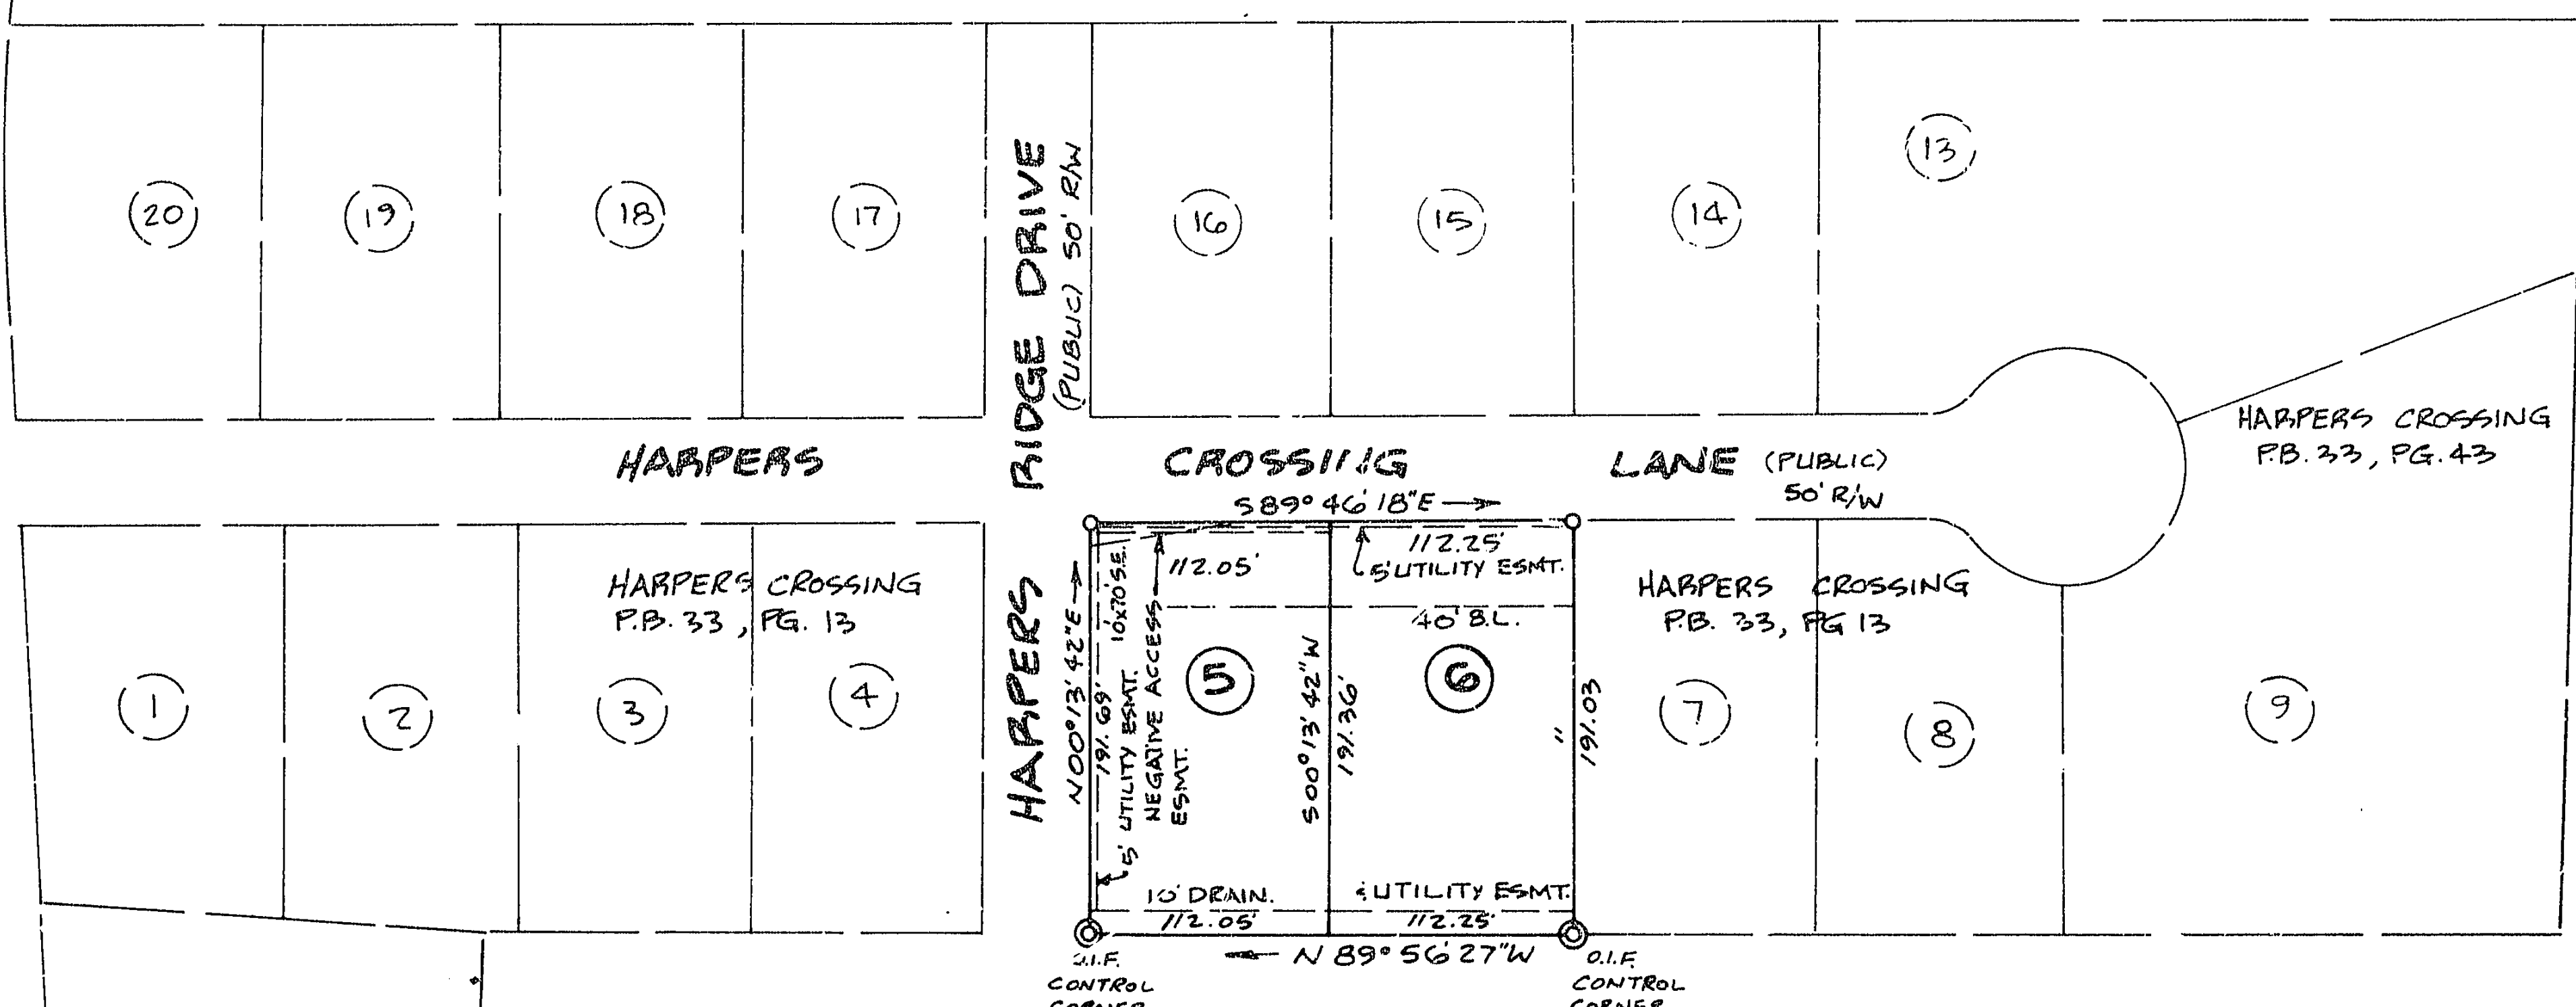 20
19
18
17
HARPERS RIDGE DRIVE
(PUBLIC) 50' R/W
16
15
14
13
HARPERS CROSSING LANE (PUBLIC)
50' R/W
HARPERS CROSSING
P.B. 33, PG. 43
S89°46'18"E
112.05'
112.25'
5' UTILITY ESMT.
40' B.L.
HARPERS CROSSING
P.B. 33, PG. 13
HARPERS CROSSING
P.B. 33, PG 13
1
2
3
4
N00°13'42"E
191.69'
5' UTILITY ESMT.
10'x70' S.E.
NEGATIVE ACCESS
ESMT.
5
S00°13'42"W
191.36'
6
"
191.03
7
8
9
10' DRAIN. & UTILITY ESMT.
112.05'
112.25'
N 89°56'27"W
O.I.F.
CONTROL
CORNER
O.I.F.
CONTROL
CORNER